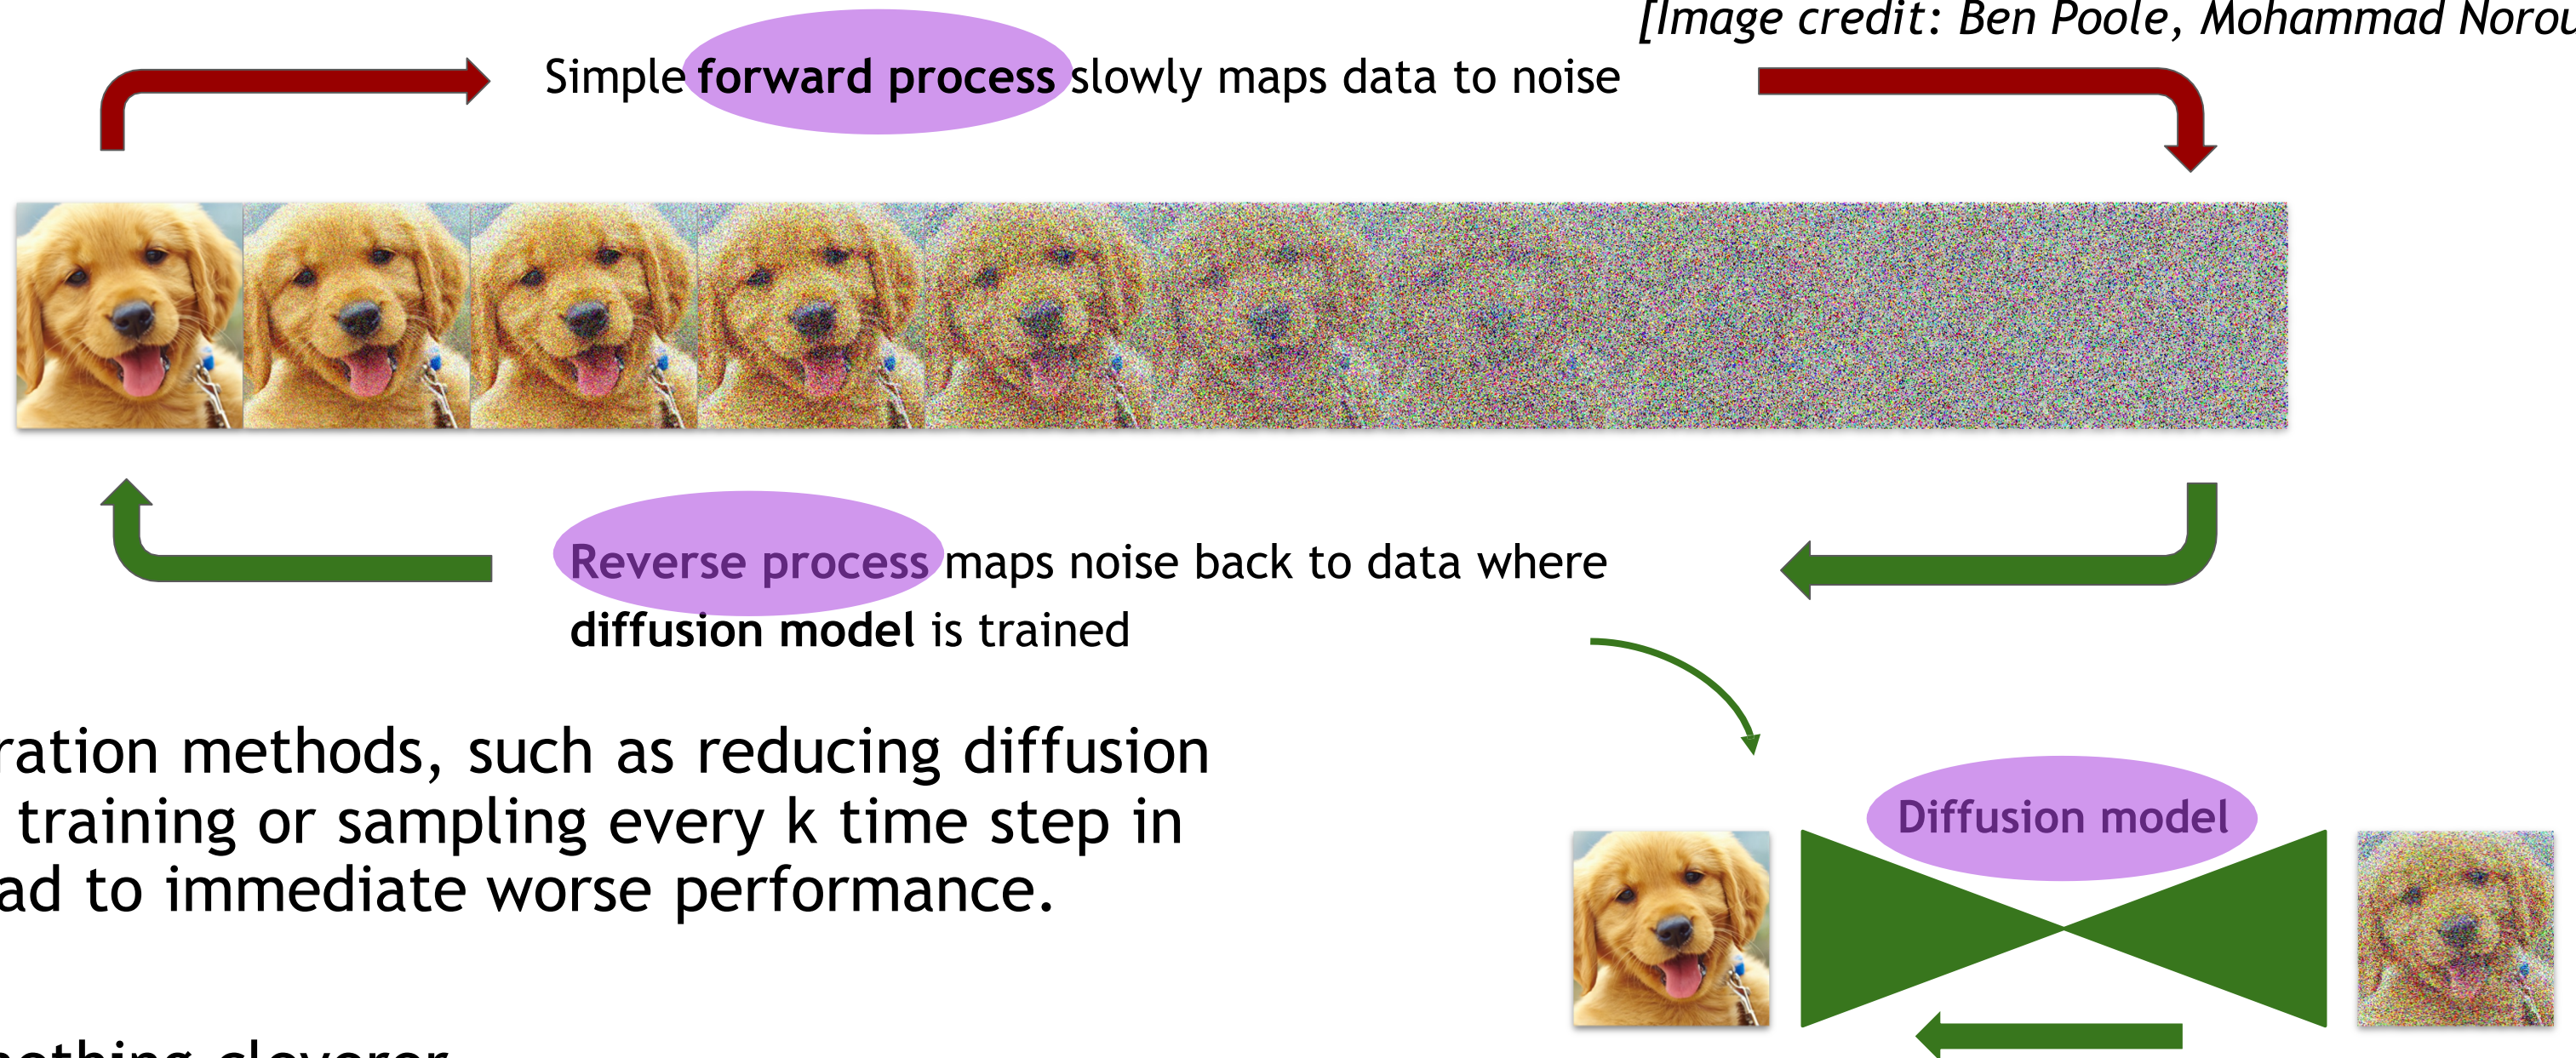 [Image credit: Ben Poole, Mohammad
Simple forward process slowly maps data to noise
Reverse process maps noise back to data where
diffusion model is trained
methods, such as reducing diffusion
training or sampling every k time step in
to immediate worse performance.
Diffusion model
cleverer